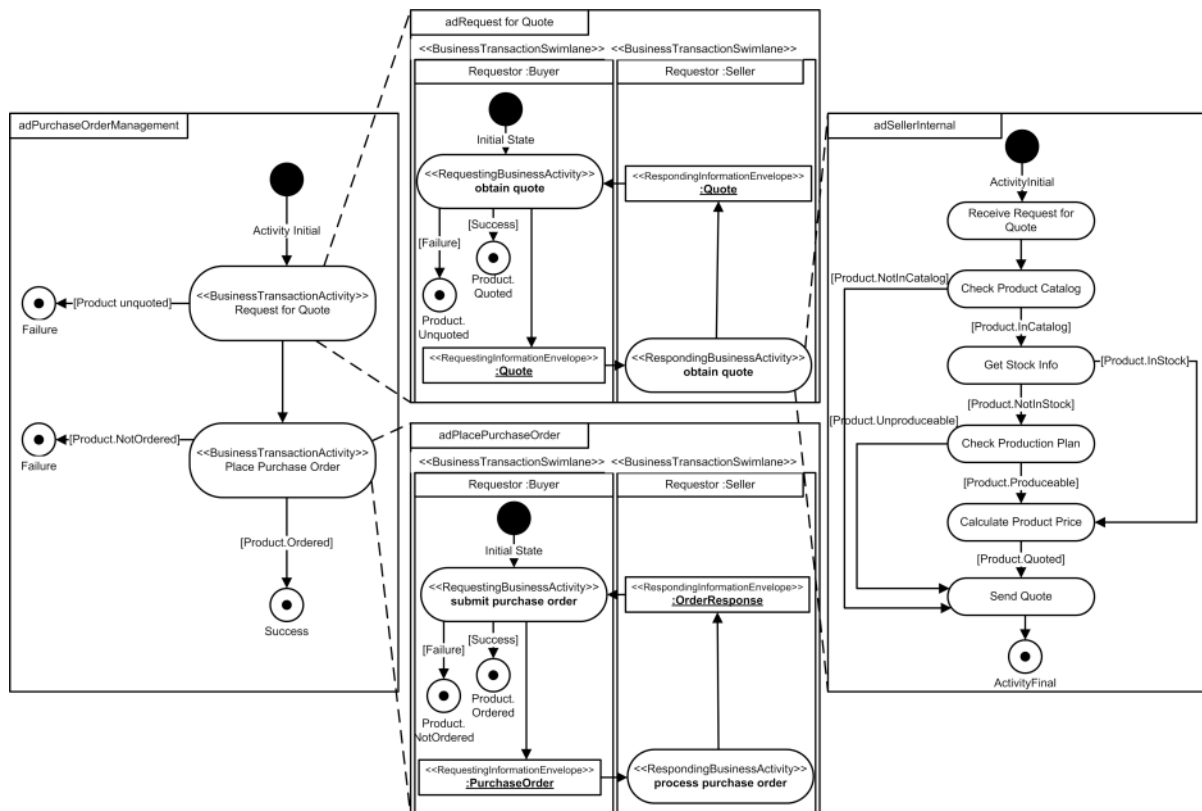 adPurchaseOrderManagement
Activity Initial
[Product unquoted]
<<BusinessTransactionActivity>>
Request for Quote
Failure
[Product.NotOrdered]
<<BusinessTransactionActivity>>
Place Purchase Order
Failure
[Product.Ordered]
Success
adRequest for Quote
<<BusinessTransactionSwimlane>>
<<BusinessTransactionSwimlane>>
Requestor :Buyer
Requestor :Seller
Initial State
<<RequestingBusinessActivity>>
obtain quote
<<RespondingInformationEnvelope>>
:Quote
[Success]
[Failure]
Product.
Quoted
Product.
Unquoted
<<RequestingInformationEnvelope>>
:Quote
<<RespondingBusinessActivity>>
obtain quote
adPlacePurchaseOrder
<<BusinessTransactionSwimlane>>
<<BusinessTransactionSwimlane>>
Requestor :Buyer
Requestor :Seller
Initial State
<<RequestingBusinessActivity>>
submit purchase order
<<RespondingInformationEnvelope>>
:OrderResponse
[Success]
[Failure]
Product.
Ordered
Product.
NotOrdered
<<RequestingInformationEnvelope>>
:PurchaseOrder
<<RespondingBusinessActivity>>
process purchase order
adSellerInternal
ActivityInitial
Receive Request for
Quote
[Product.NotInCatalog]
Check Product Catalog
[Product.InCatalog]
Get Stock Info
[Product.InStock]
[Product.NotInStock]
[Product.Unproduceable]
Check Production Plan
[Product.Produceable]
Calculate Product Price
[Product.Quoted]
Send Quote
ActivityFinal